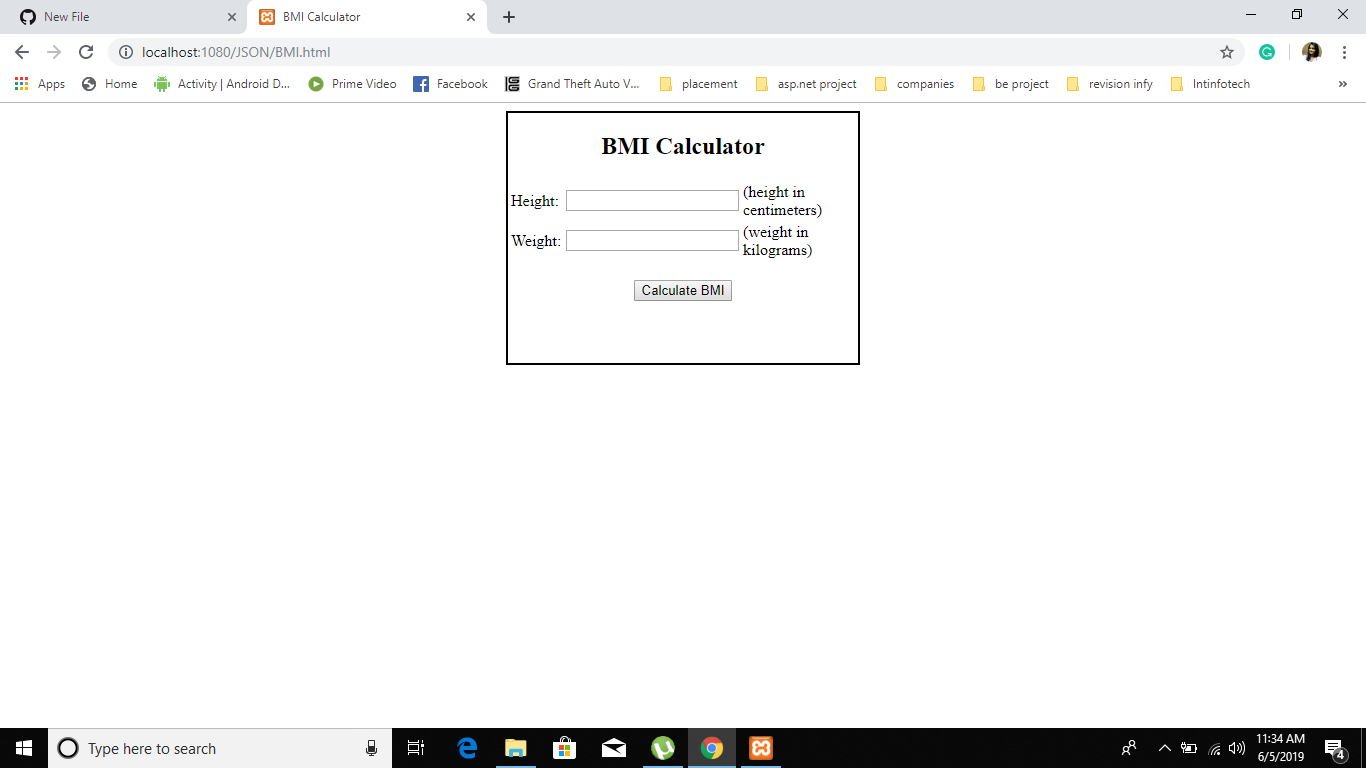 New File
BMI Calculator
localhost:1080/JSON/BMI.html
Apps Home Activity | Android D... Prime Video Facebook Grand Theft Auto V... placement asp.net project companies be project revision infy Intinfotech »
BMI Calculator
Height: (height in
centimeters)
Weight: (weight in
kilograms)
Calculate BMI
Type here to search
11:34 AM
6/5/2019
4